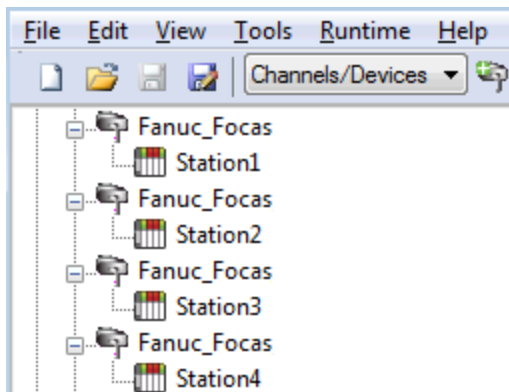 File Edit View Tools Runtime Help
Channels/Devices
Fanuc_Focas
Station1
Fanuc_Focas
Station2
Fanuc_Focas
Station3
Fanuc_Focas
Station4